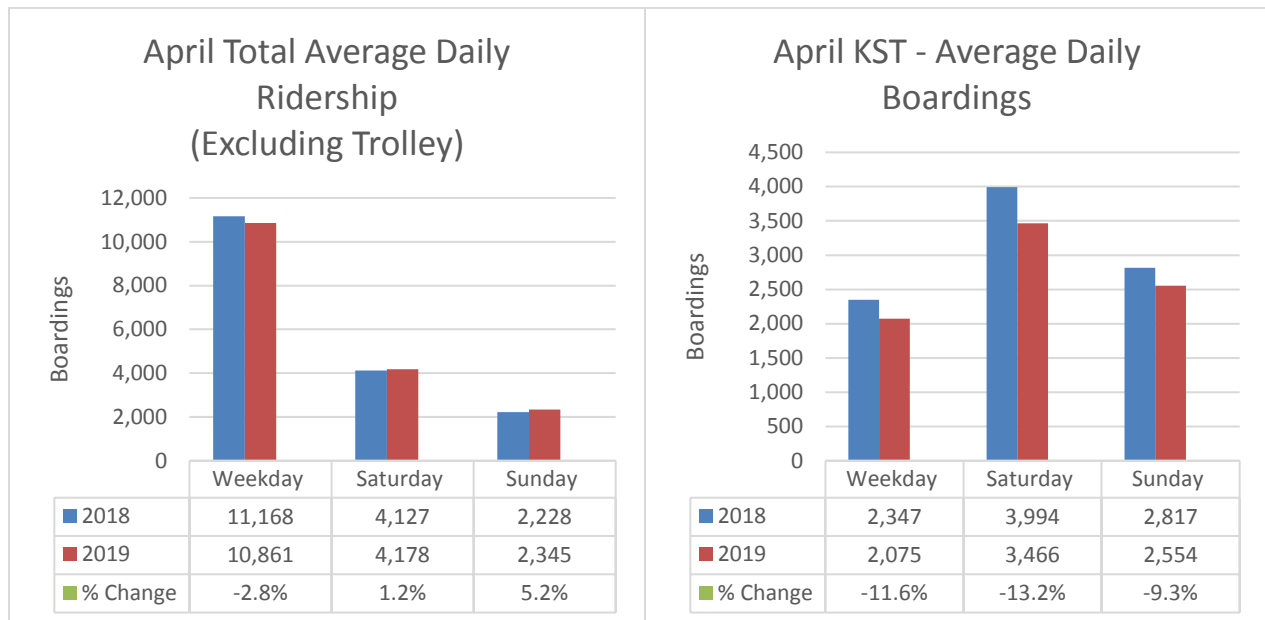 April Total Average Daily
Ridership
(Excluding Trolley)
Boardings
12,000
10,000
8,000
6,000
4,000
2,000
0
Weekday Saturday Sunday
2018 11,168 4,127 2,228
2019 10,861 4,178 2,345
% Change -2.8% 1.2% 5.2%
April KST - Average Daily
Boardings
Boardings
4,500
4,000
3,500
3,000
2,500
2,000
1,500
1,000
500
0
Weekday Saturday Sunday
2018 2,347 3,994 2,817
2019 2,075 3,466 2,554
% Change -11.6% -13.2% -9.3%